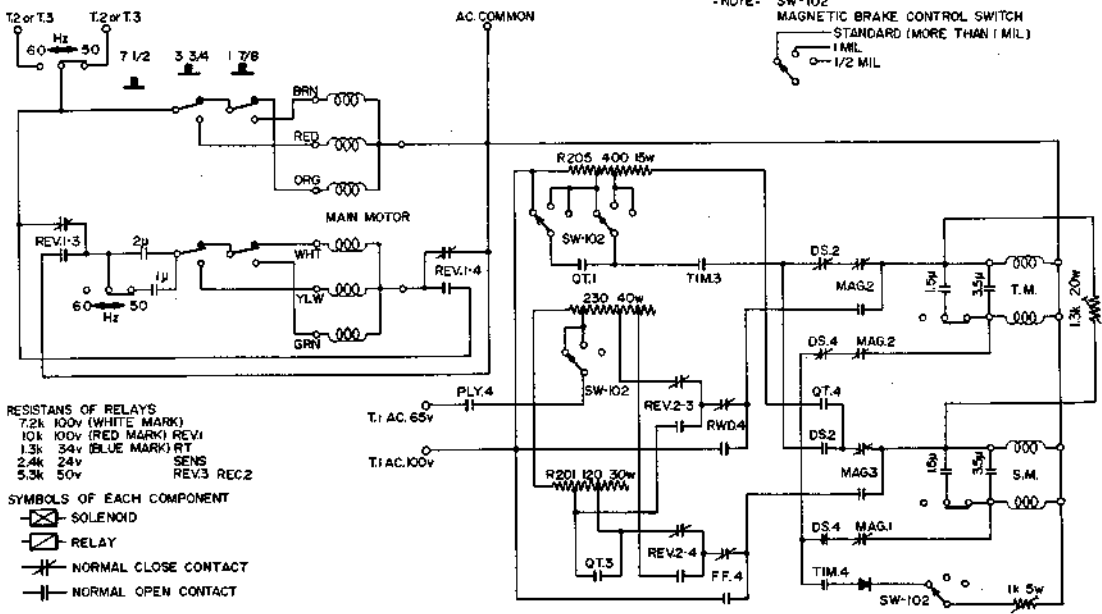 -NOTE- SW-102
MAGNETIC BRAKE CONTROL SWITCH
STANDARD (MORE THAN 1 MIL)
1 MIL
1/2 MIL
T.2 or T.3
T.2 or T.3
AC. COMMON
Hz
60 50
7 1/2
3 3/4
1 7/8
BRN
RED
ORG
MAIN MOTOR
REV.1-3
2µ
1µ
60 50
Hz
WHT
YLW
GRN
REV.1-4
R205 400 15w
SW-102
QT.1
TIM.3
230 40w
SW-102
PLY.4
T.1 AC. 65v
T.1 AC. 100v
REV.2-3
RWD.4
R201 120 30w
QT.3
REV.2-4
FF.4
DS.2
MAG.2
1.5µ
3.5µ
T.M.
1.3k 20w
DS.4
MAG.2
QT.4
DS.2
MAG.3
1.5µ
3.5µ
S.M.
DS.4
MAG.1
TIM.4
SW-102
1k 5w
RESISTANS OF RELAYS
7.2k 100v (WHITE MARK)
10k 100v (RED MARK) REV.1
1.3k 34v (BLUE MARK) RT
2.4k 24v SENS
5.3k 50v REV.3 REC.2
SYMBOLS OF EACH COMPONENT
SOLENOID
RELAY
NORMAL CLOSE CONTACT
NORMAL OPEN CONTACT